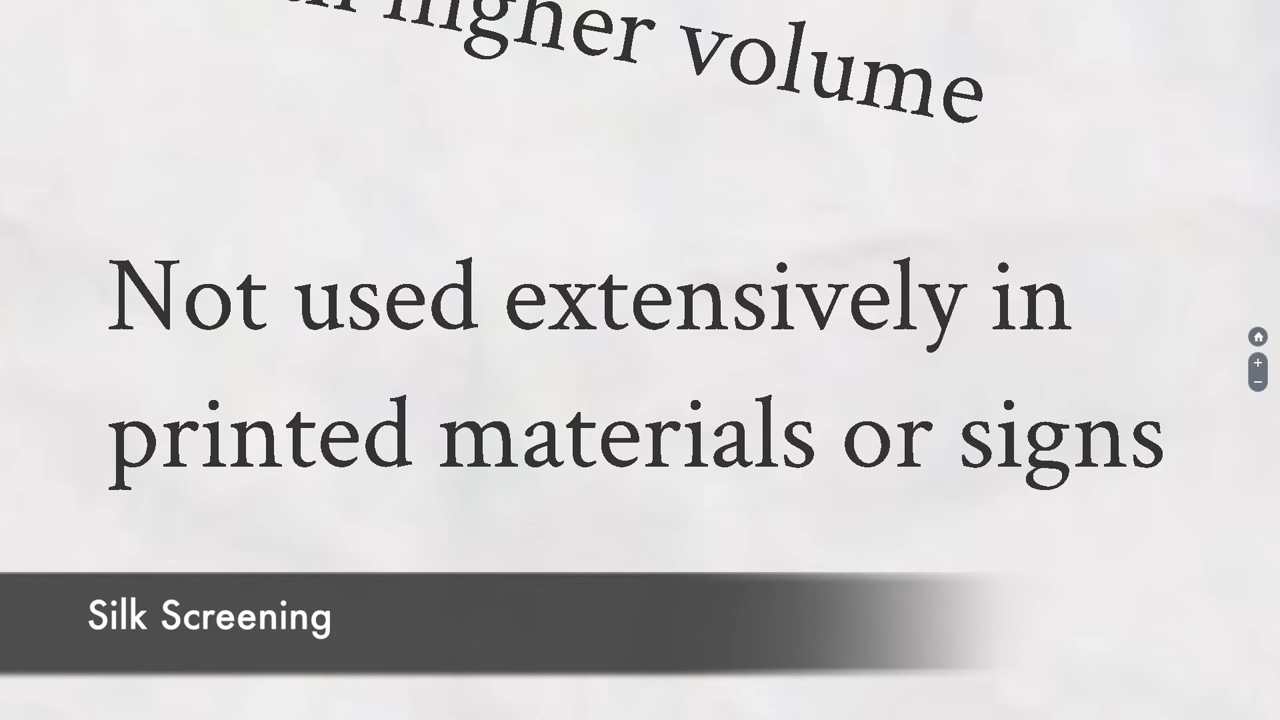 higher volume
Not used extensively in
printed materials or signs
Silk Screening